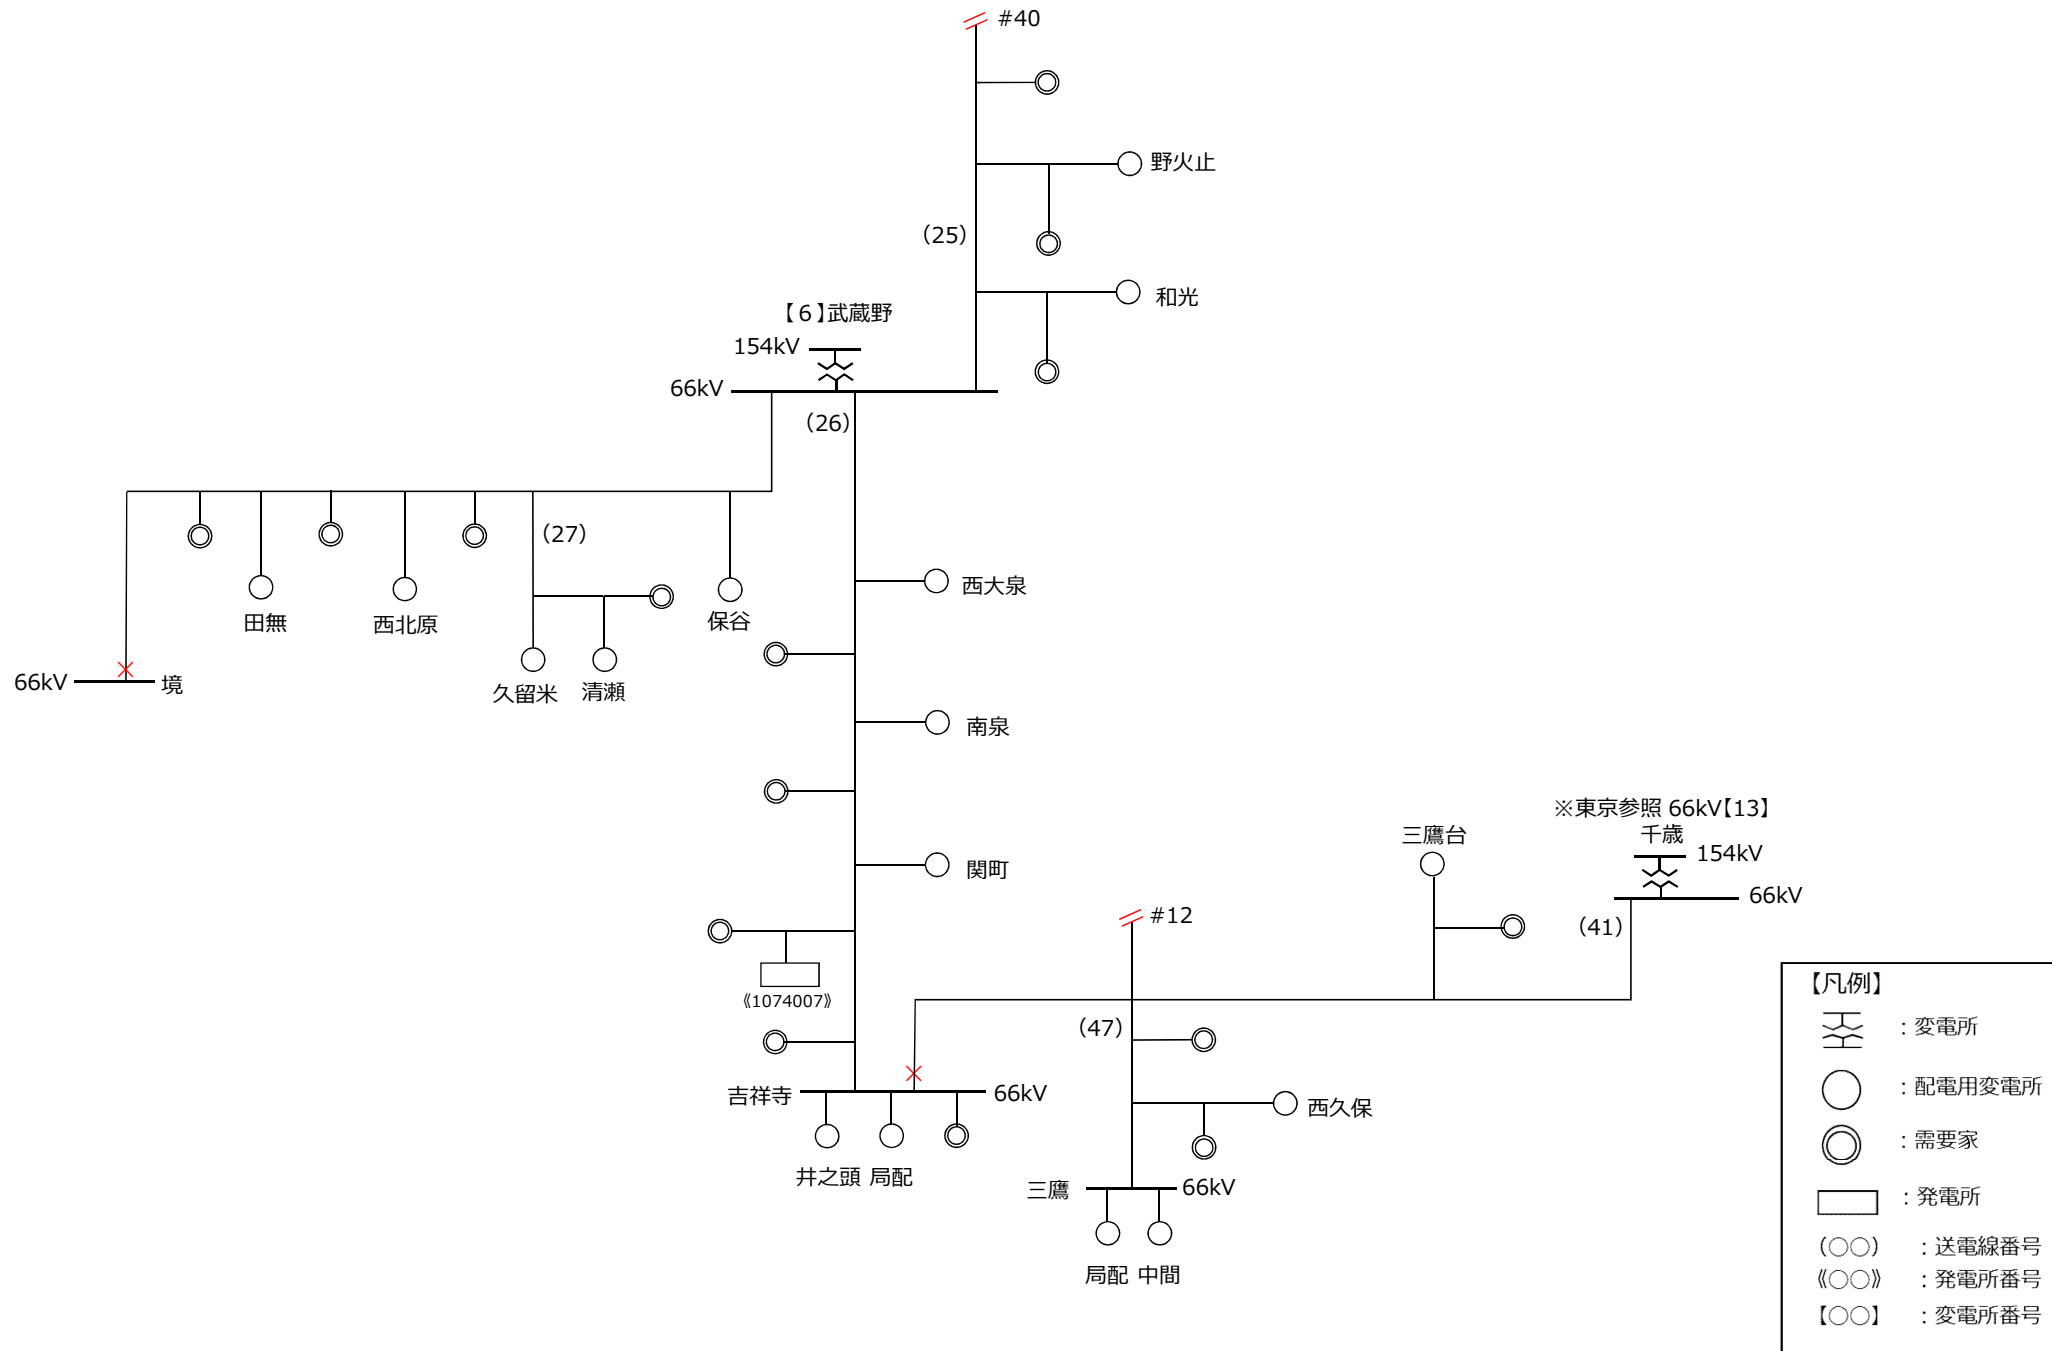 #40
野火止
(25)
和光
【6】武蔵野
154kV
66kV
(26)
(27)
西大泉
田無
西北原
保谷
66kV
境
久留米
清瀬
南泉
※東京参照 66kV【13】
千歳
154kV
66kV
三鷹台
関町
#12
(41)
《1074007》
(47)
吉祥寺
66kV
西久保
井之頭 局配
三鷹
66kV
局配 中間
【凡例】
：変電所
：配電用変電所
：需要家
：発電所
(○○) ：送電線番号
《○○》 ：発電所番号
【○○】 ：変電所番号